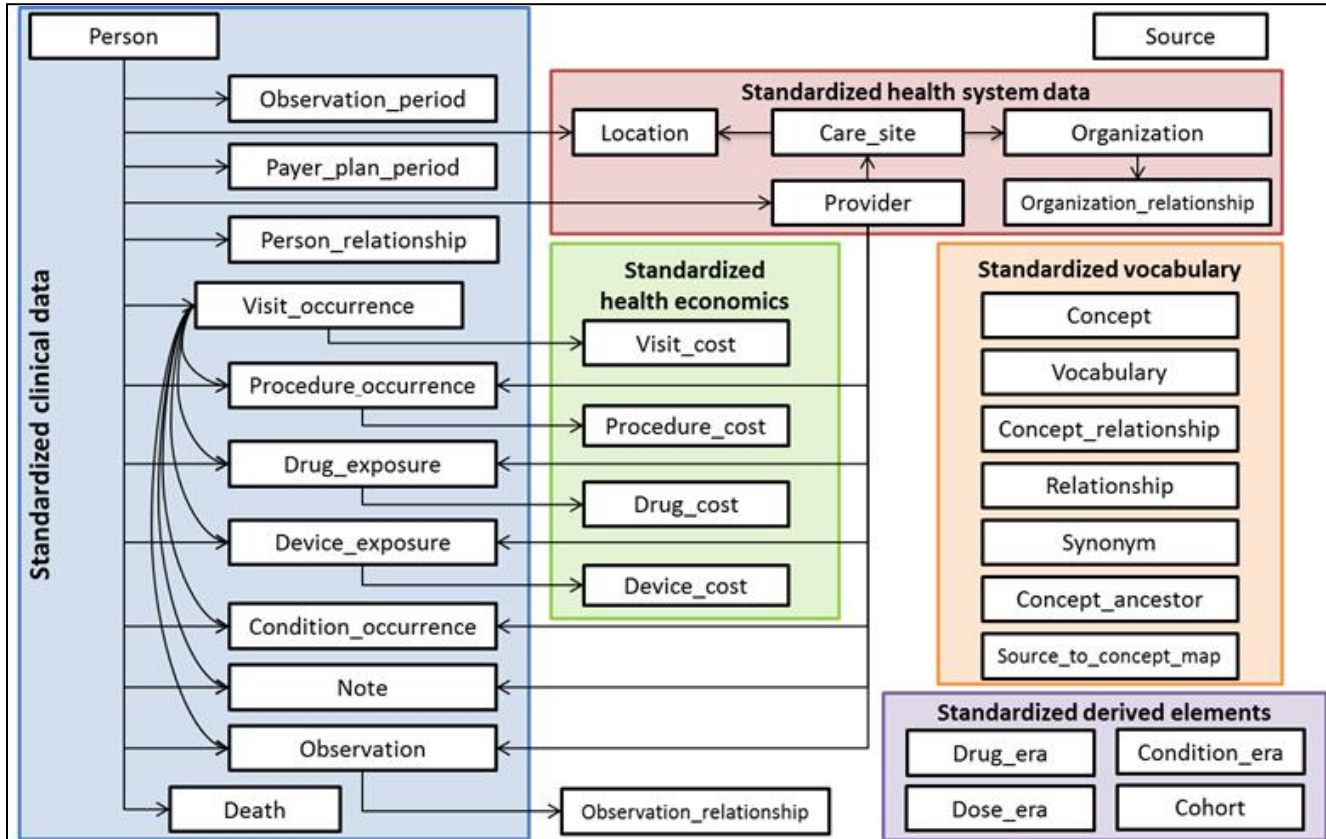 Person
Source
Observation_period
Payer_plan_period
Person_relationship
Visit_occurrence
Procedure_occurrence
Drug_exposure
Device_exposure
Condition_occurrence
Note
Observation
Death
Standardized clinical data
Standardized health system data
Location
Care_site
Organization
Provider
Organization_relationship
Standardized
health economics
Visit_cost
Procedure_cost
Drug_cost
Device_cost
Observation_relationship
Standardized vocabulary
Concept
Vocabulary
Concept_relationship
Relationship
Synonym
Concept_ancestor
Source_to_concept_map
Standardized derived elements
Drug_era
Condition_era
Dose_era
Cohort